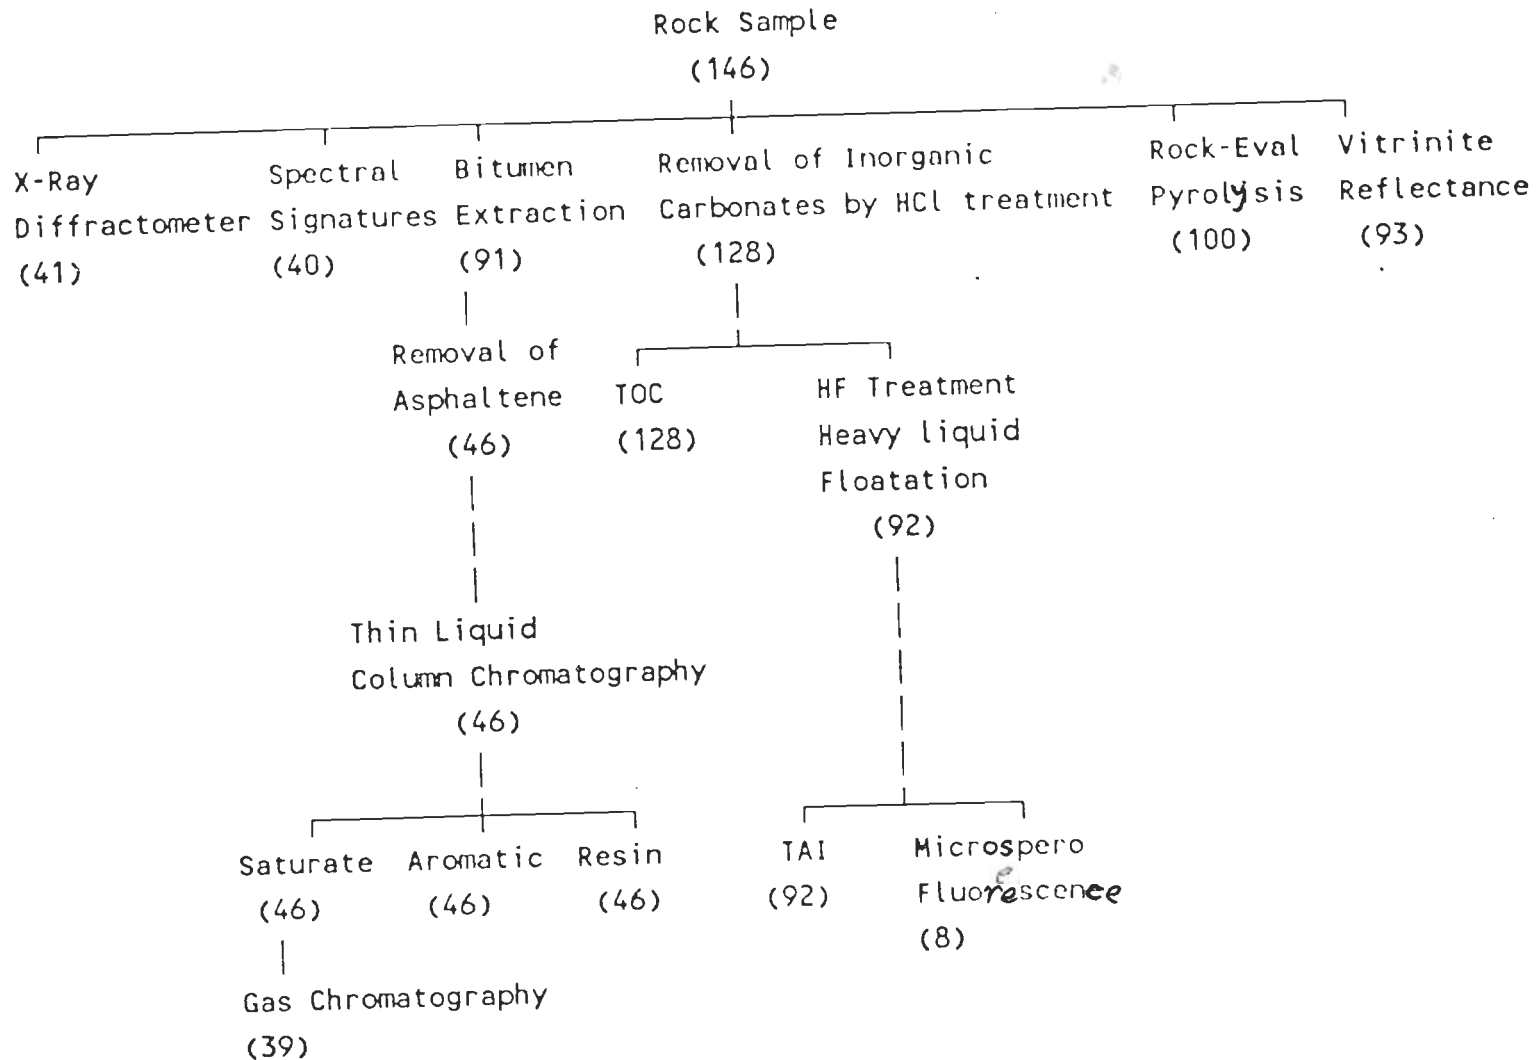 Rock Sample
(146)
X-Ray
Diffractometer
(41)
Spectral
Signatures
(40)
Bitumen
Extraction
(91)
Removal of Inorganic
Carbonates by HCl treatment
(128)
Rock-Eval
Pyrolysis
(100)
Vitrinite
Reflectance
(93)
Removal of
Asphaltene
(46)
TOC
(128)
HF Treatment
Heavy liquid
Floatation
(92)
Thin Liquid
Column Chromatography
(46)
Saturate
(46)
Aromatic
(46)
Resin
(46)
TAI
(92)
Microspero
Fluorescence
(8)
Gas Chromatography
(39)